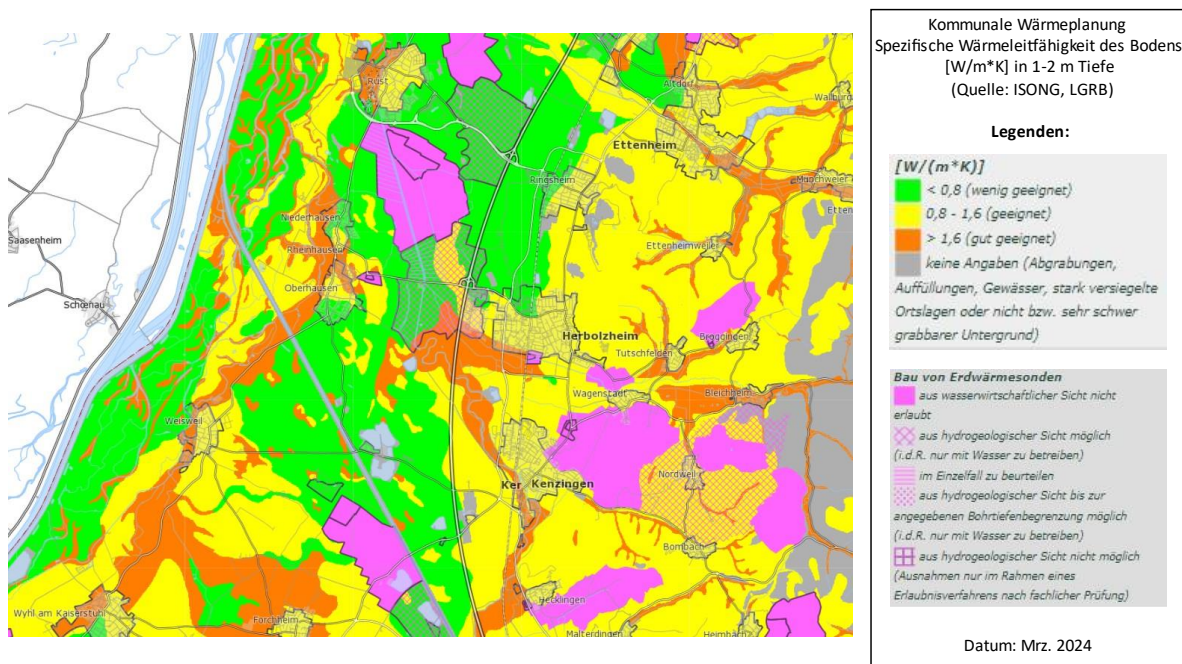 Rust
Altdorf
Wallburg
Ettenheim
Ringsheim
Münchweier
Etten
Niederhausen
Saasenheim
Rheinhausen
Ettenheimweiler
Oberhausen
Schœnau
Herbolzheim
Broggingen
Tutschfelden
Wagenstadt
Bleichheim
Weisweil
Nordweil
Ker
Kenzingen
Bombach
Wyhl am Kaiserstuhl
Forchheim
Hecklingen
Malterdingen
Heimbach
Kommunale Wärmeplanung
Spezifische Wärmeleitfähigkeit des Bodens
[W/m*K] in 1-2 m Tiefe
(Quelle: ISONG, LGRB)
Legenden:
[W/(m*K)]
< 0,8 (wenig geeignet)
0,8 - 1,6 (geeignet)
> 1,6 (gut geeignet)
keine Angaben (Abgrabungen,
Auffüllungen, Gewässer, stark versiegelte
Ortslagen oder nicht bzw. sehr schwer
grabbarer Untergrund)
Bau von Erdwärmesonden
aus wasserwirtschaftlicher Sicht nicht
erlaubt
aus hydrogeologischer Sicht möglich
(i.d.R. nur mit Wasser zu betreiben)
im Einzelfall zu beurteilen
aus hydrogeologischer Sicht bis zur
angegebenen Bohrtiefenbegrenzung möglich
(i.d.R. nur mit Wasser zu betreiben)
aus hydrogeologischer Sicht nicht möglich
(Ausnahmen nur im Rahmen eines
Erlaubnisverfahrens nach fachlicher Prüfung)
Datum: Mrz. 2024